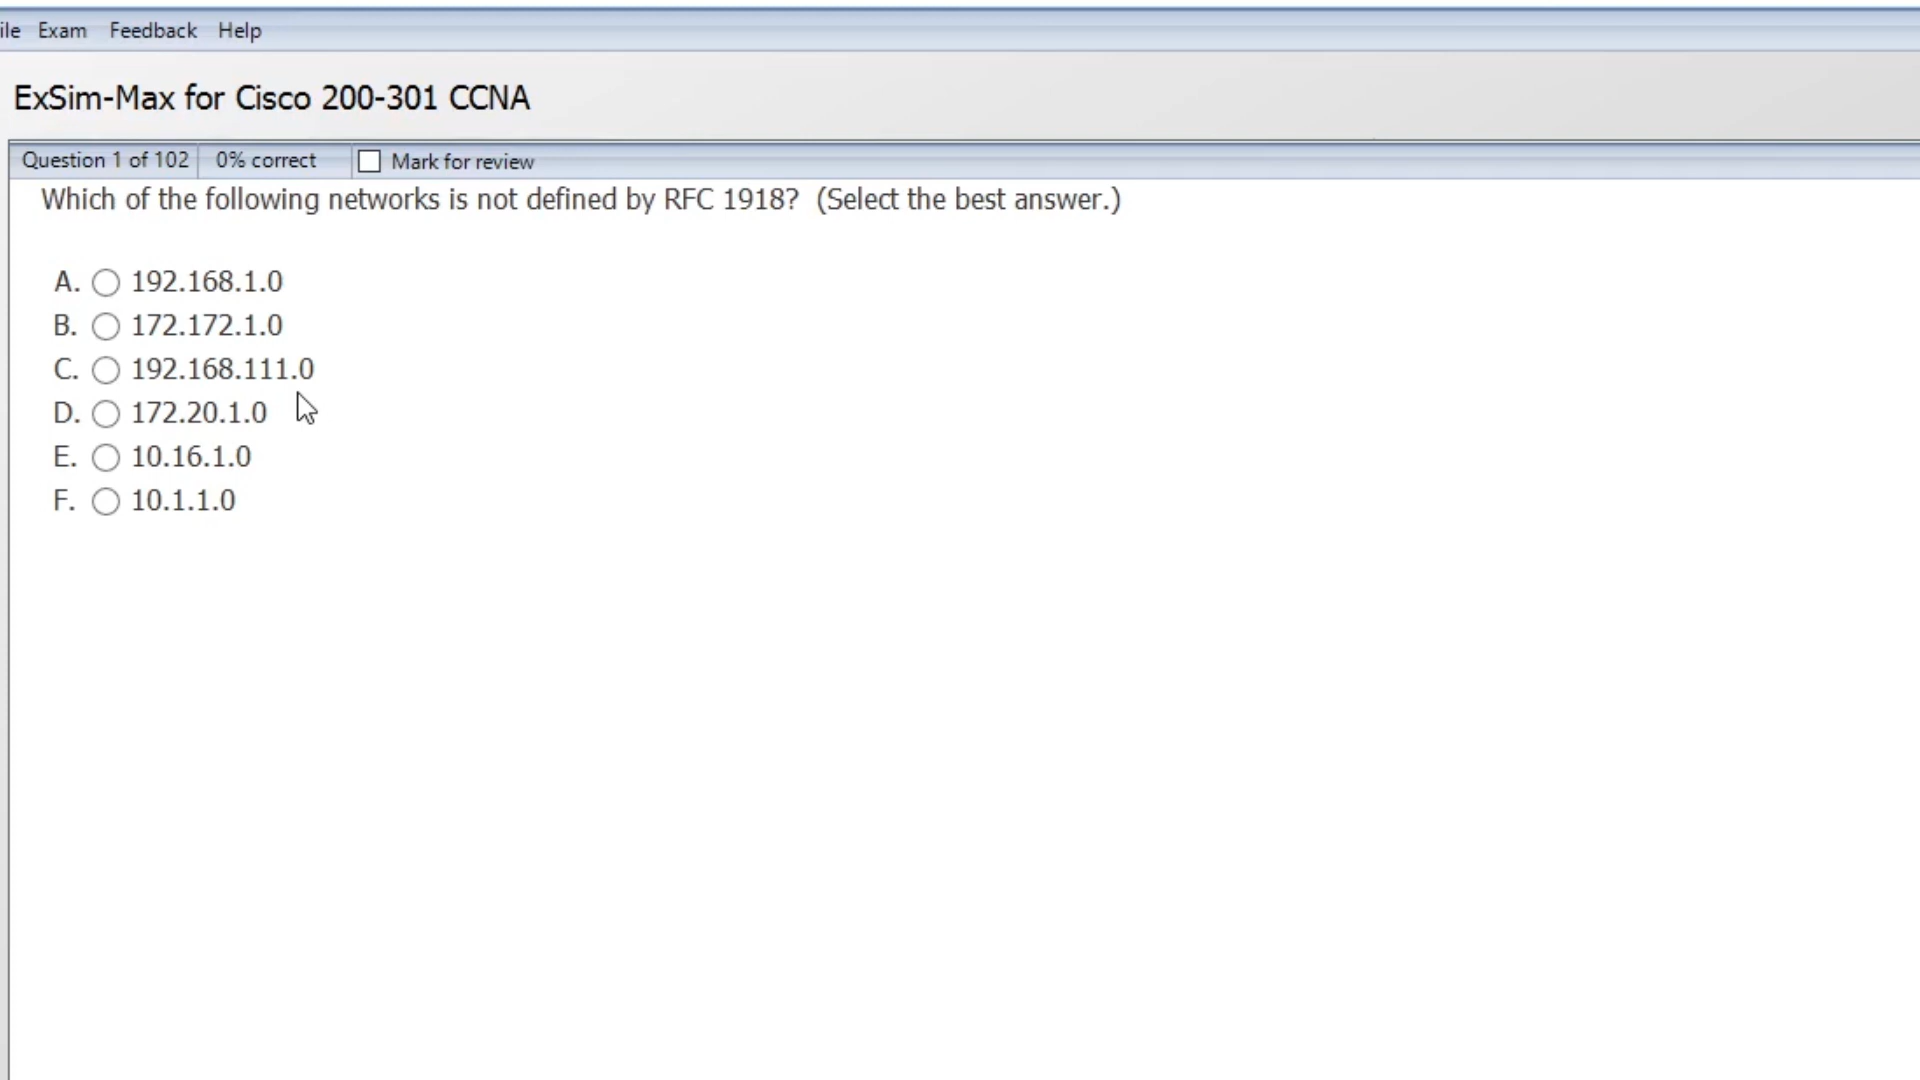 ile Exam Feedback Help
ExSim-Max for Cisco 200-301 CCNA
Question 1 of 102 0% correct Mark for review
Which of the following networks is not defined by RFC 1918? (Select the best answer.)
A. 192.168.1.0
B. 172.172.1.0
C. 192.168.111.0
D. 172.20.1.0
E. 10.16.1.0
F. 10.1.1.0